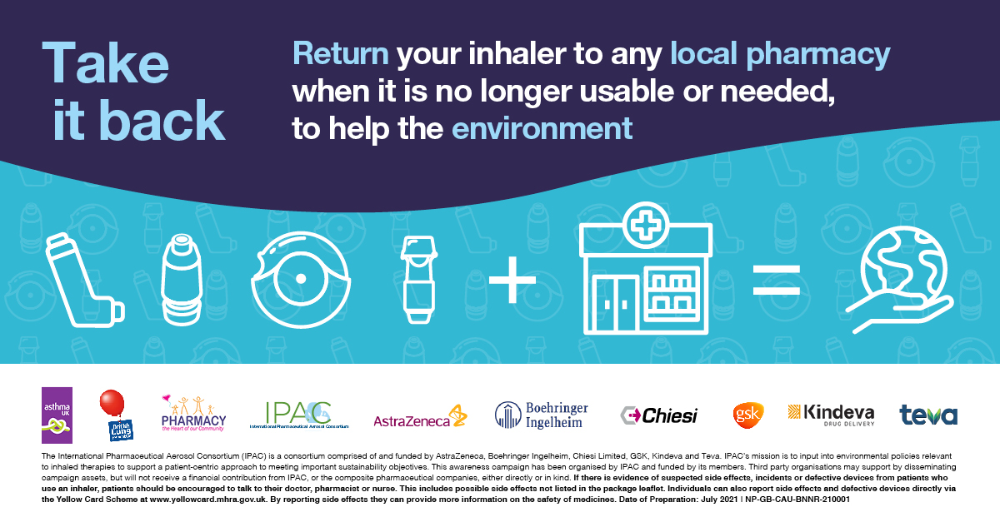 Take
it back
Return your inhaler to any local pharmacy
when it is no longer usable or needed,
to help the environment
asthma
UK
British
Lung
PHARMACY
the Heart of our Community
IPAC
International Pharmaceutical Aerosol Consortium
AstraZeneca
Boehringer
Ingelheim
Chiesi
gsk
Kindeva
DRUG DELIVERY
teva
The International Pharmaceutical Aerosol Consortium (IPAC) is a consortium comprised of and funded by AstraZeneca, Boehringer Ingelheim, Chiesi Limited, GSK, Kindeva and Teva. IPAC's mission is to input into environmental policies relevant
to inhaled therapies to support a patient-centric approach to meeting important sustainability objectives. This awareness campaign has been organised by IPAC and funded by its members. Third party organisations may support by disseminating
campaign assets, but will not receive a financial contribution from IPAC, or the composite pharmaceutical companies, either directly or in kind. If there is evidence of suspected side effects, incidents or defective devices from patients who
use an inhaler, patients should be encouraged to talk to their doctor, pharmacist or nurse. This includes possible side effects not listed in the package leaflet. Individuals can also report side effects and defective devices directly via
the Yellow Card Scheme at www.yellowcard.mhra.gov.uk. By reporting side effects they can provide more information on the safety of medicines. Date of Preparation: July 2021 | NP-GB-CAU-BNNR-210001